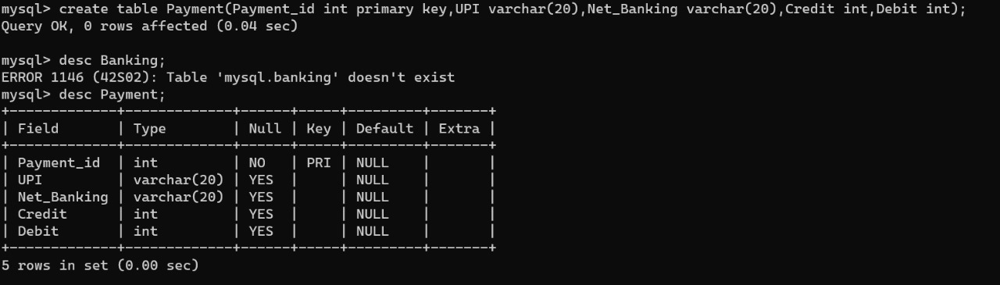 mysql> create table Payment(Payment_id int primary key,UPI varchar(20),Net_Banking varchar(20),Credit int,Debit int);
Query OK, 0 rows affected (0.04 sec)

mysql> desc Banking;
ERROR 1146 (42S02): Table 'mysql.banking' doesn't exist
mysql> desc Payment;
+-------------+-------------+------+-----+---------+-------+
| Field       | Type        | Null | Key | Default | Extra |
+-------------+-------------+------+-----+---------+-------+
| Payment_id  | int         | NO   | PRI | NULL    |       |
| UPI         | varchar(20) | YES  |     | NULL    |       |
| Net_Banking | varchar(20) | YES  |     | NULL    |       |
| Credit      | int         | YES  |     | NULL    |       |
| Debit       | int         | YES  |     | NULL    |       |
+-------------+-------------+------+-----+---------+-------+
5 rows in set (0.00 sec)